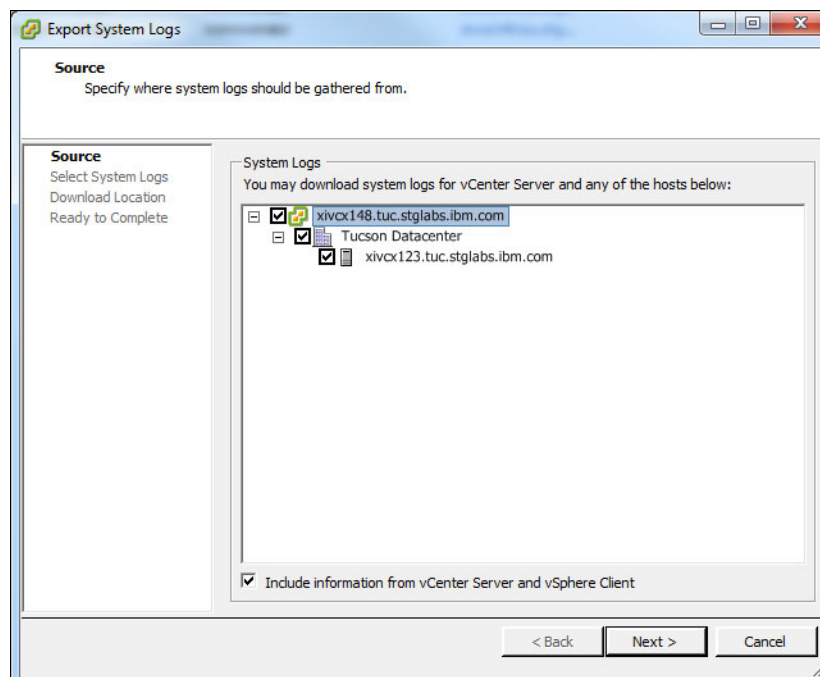 Export System Logs
Source
Specify where system logs should be gathered from.
Source
Select System Logs
Download Location
Ready to Complete
System Logs
You may download system logs for vCenter Server and any of the hosts below:
xivcx148.tuc.stglabs.ibm.com
Tucson Datacenter
xivcx123.tuc.stglabs.ibm.com
Include information from vCenter Server and vSphere Client
< Back
Next >
Cancel